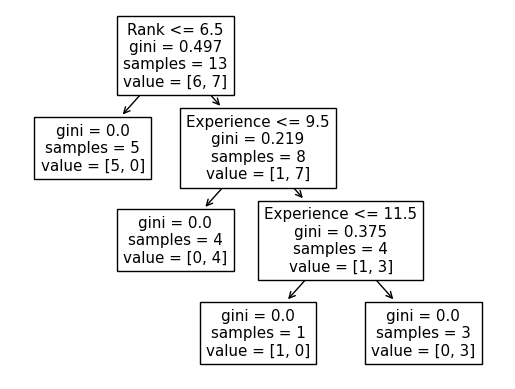 Rank <= 6.5
gini = 0.497
samples = 13
value = [6, 7]
gini = 0.0
samples = 5
value = [5, 0]
Experience <= 9.5
gini = 0.219
samples = 8
value = [1, 7]
gini = 0.0
samples = 4
value = [0, 4]
Experience <= 11.5
gini = 0.375
samples = 4
value = [1, 3]
gini = 0.0
samples = 1
value = [1, 0]
gini = 0.0
samples = 3
value = [0, 3]